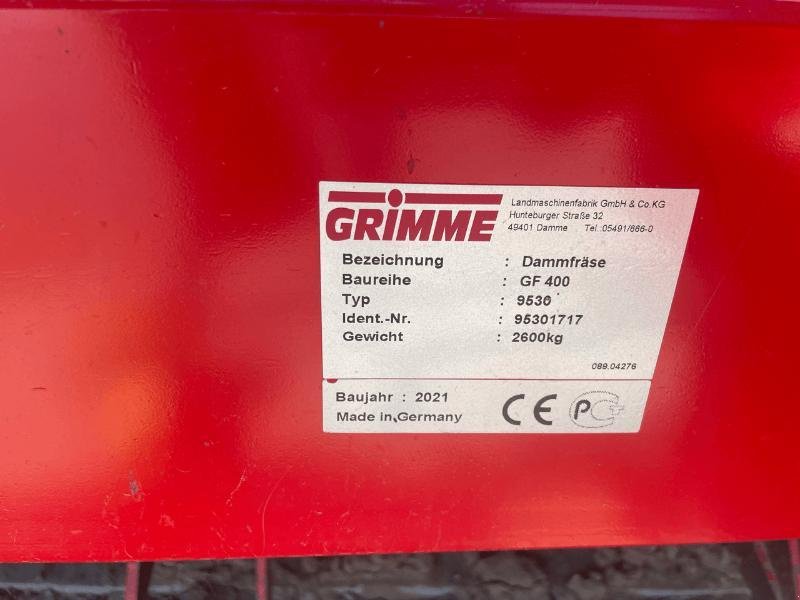 GRIMME
Landmaschinenfabrik GmbH & Co.KG
Hunteburger Straße 32
49401 Damme Tel.:05491/666-0
Bezeichnung : Dammfräse
Baureihe : GF 400
Typ : 9530
Ident.-Nr. : 95301717
Gewicht : 2600kg
089.04276
Baujahr : 2021
Made in Germany
CE PC